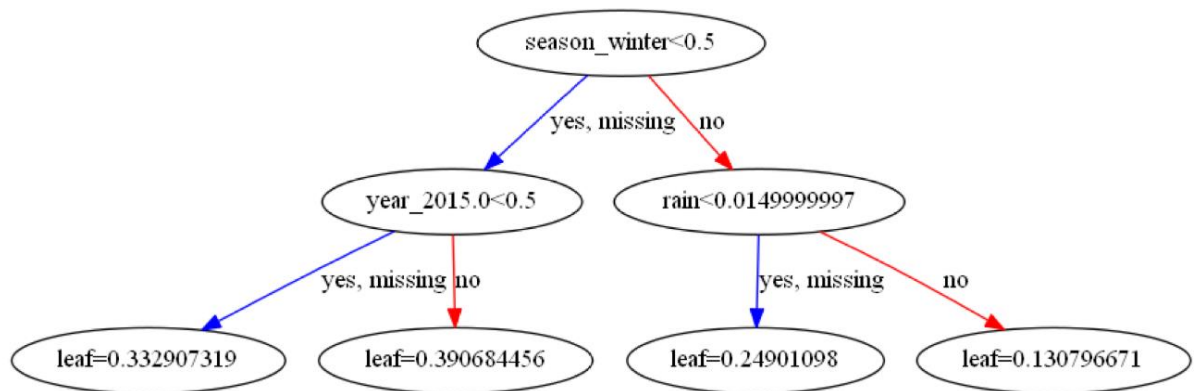 season_winter<0.5
yes, missing no
year_2015.0<0.5 rain<0.0149999997
yes, missing no yes, missing no
leaf=0.332907319 leaf=0.390684456 leaf=0.24901098 leaf=0.130796671